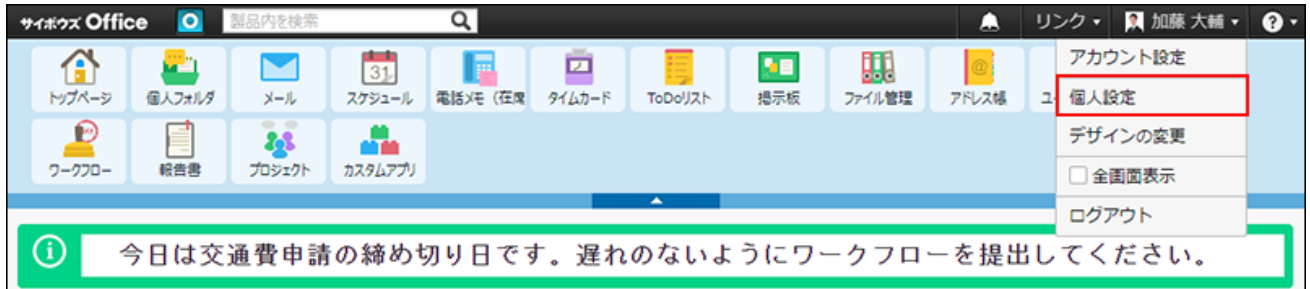 サイボウズ Office
製品内を検索
リンク
加藤 大輔
?
アカウント設定
個人設定
デザインの変更
全画面表示
ログアウト
トップページ
個人フォルダ
メール
31
スケジュール
電話メモ（在席
タイムカード
ToDoリスト
掲示板
ファイル管理
@
アドレス帳
ユー
ワークフロー
報告書
プロジェクト
カスタムアプリ
今日は交通費申請の締め切り日です。遅れのないようにワークフローを提出してください。